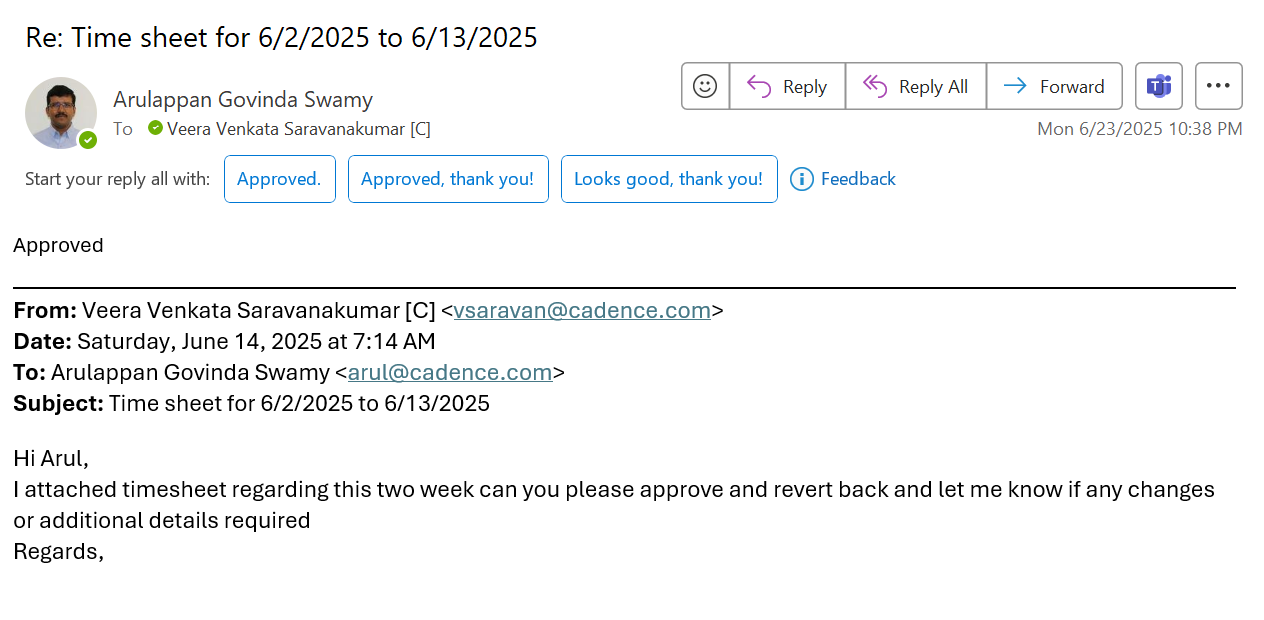 Re: Time sheet for 6/2/2025 to 6/13/2025
Arulappan Govinda Swamy
Reply
Reply All
Forward
To Veera Venkata Saravanakumar [C]
Mon 6/23/2025 10:38 PM
Start your reply all with: Approved. Approved, thank you! Looks good, thank you! Feedback
Approved
From: Veera Venkata Saravanakumar [C] <vsaravan@cadence.com>
Date: Saturday, June 14, 2025 at 7:14 AM
To: Arulappan Govinda Swamy <arul@cadence.com>
Subject: Time sheet for 6/2/2025 to 6/13/2025
Hi Arul,
I attached timesheet regarding this two week can you please approve and revert back and let me know if any changes
or additional details required
Regards,